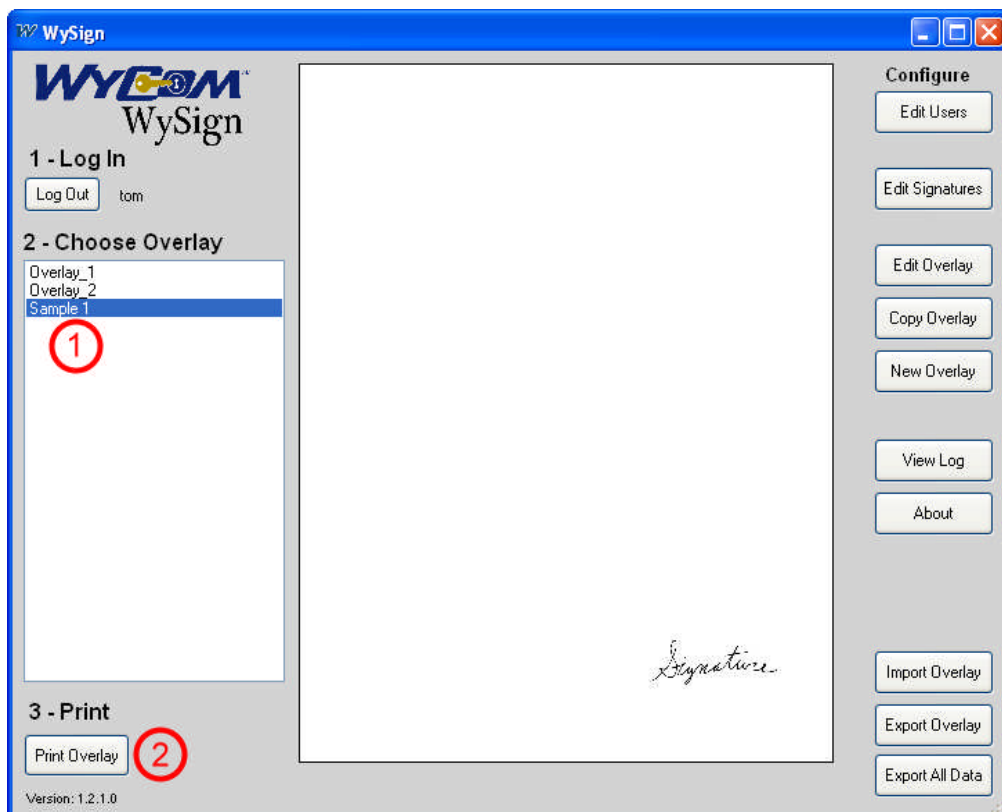 WySign
WYCOM
WySign
1 - Log In
Log Out
tom
2 - Choose Overlay
Overlay_1
Overlay_2
Sample 1
1
3 - Print
Print Overlay
2
Version: 1.2.1.0
Signature
Configure
Edit Users
Edit Signatures
Edit Overlay
Copy Overlay
New Overlay
View Log
About
Import Overlay
Export Overlay
Export All Data